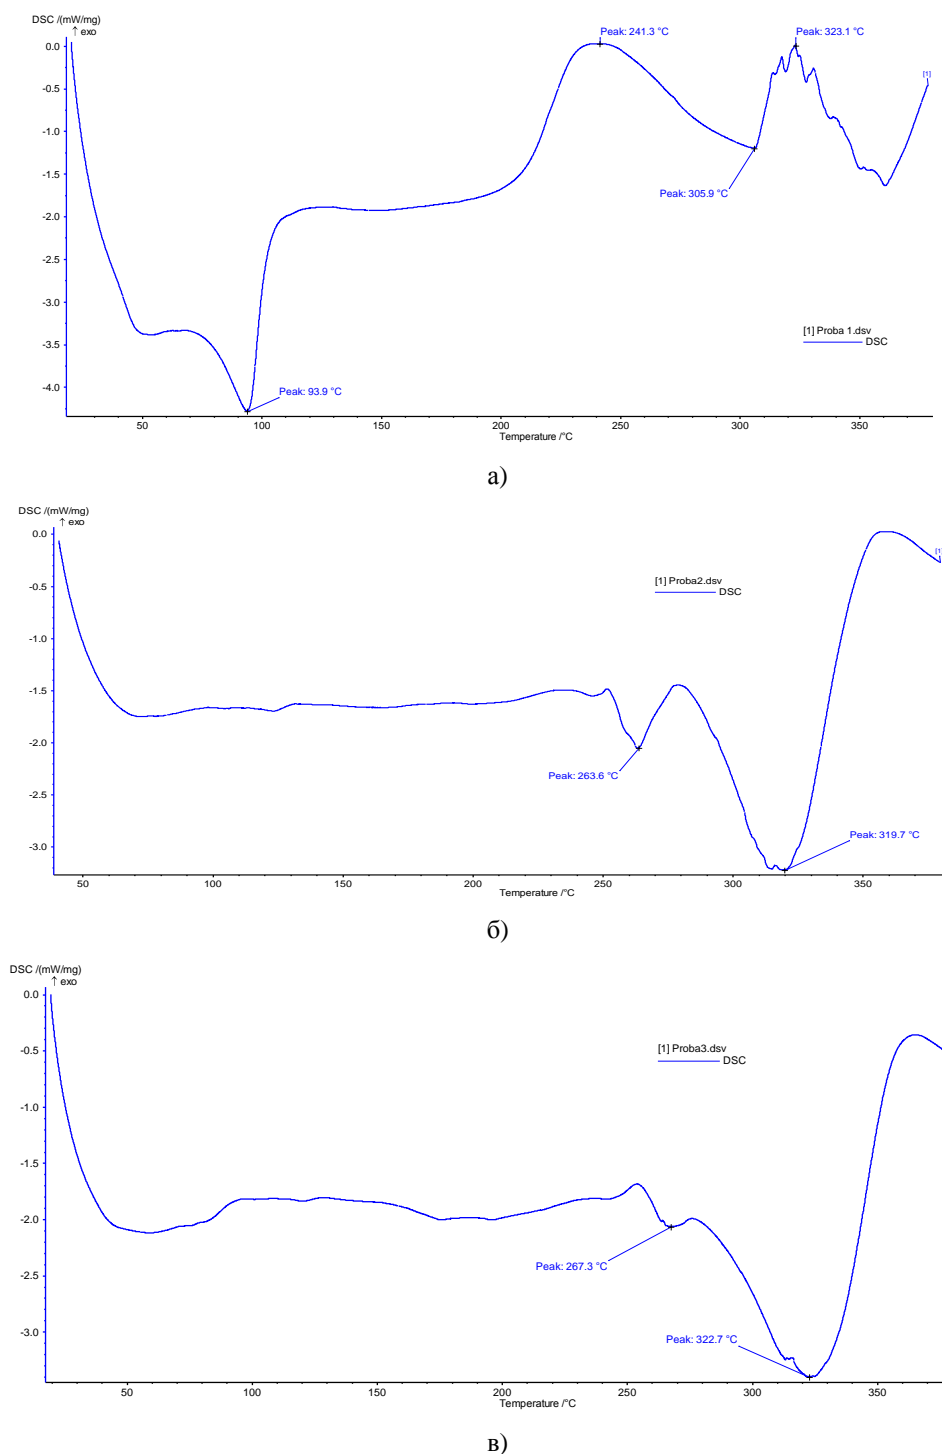 DSC /(mW/mg)
↑ exo
Peak: 241.3 °C
Peak: 323.1 °C
0.0
[1]
-0.5
-1.0
Peak: 305.9 °C
-1.5
-2.0
-2.5
-3.0
[1] Proba 1.dsv
DSC
-3.5
-4.0
Peak: 93.9 °C
50 100 150 200 250 300 350
Temperature /°C
а)
DSC /(mW/mg)
↑ exo
0.0
[1]
-0.5
[1] Proba2.dsv
DSC
-1.0
-1.5
-2.0
Peak: 263.6 °C
-2.5
Peak: 319.7 °C
-3.0
50 100 150 200 250 300 350
Temperature /°C
б)
DSC /(mW/mg)
↑ exo
0.0
[1] Proba3.dsv
DSC
-0.5
-1.0
-1.5
-2.0
Peak: 267.3 °C
-2.5
-3.0
Peak: 322.7 °C
50 100 150 200 250 300 350
Temperature /°C
в)